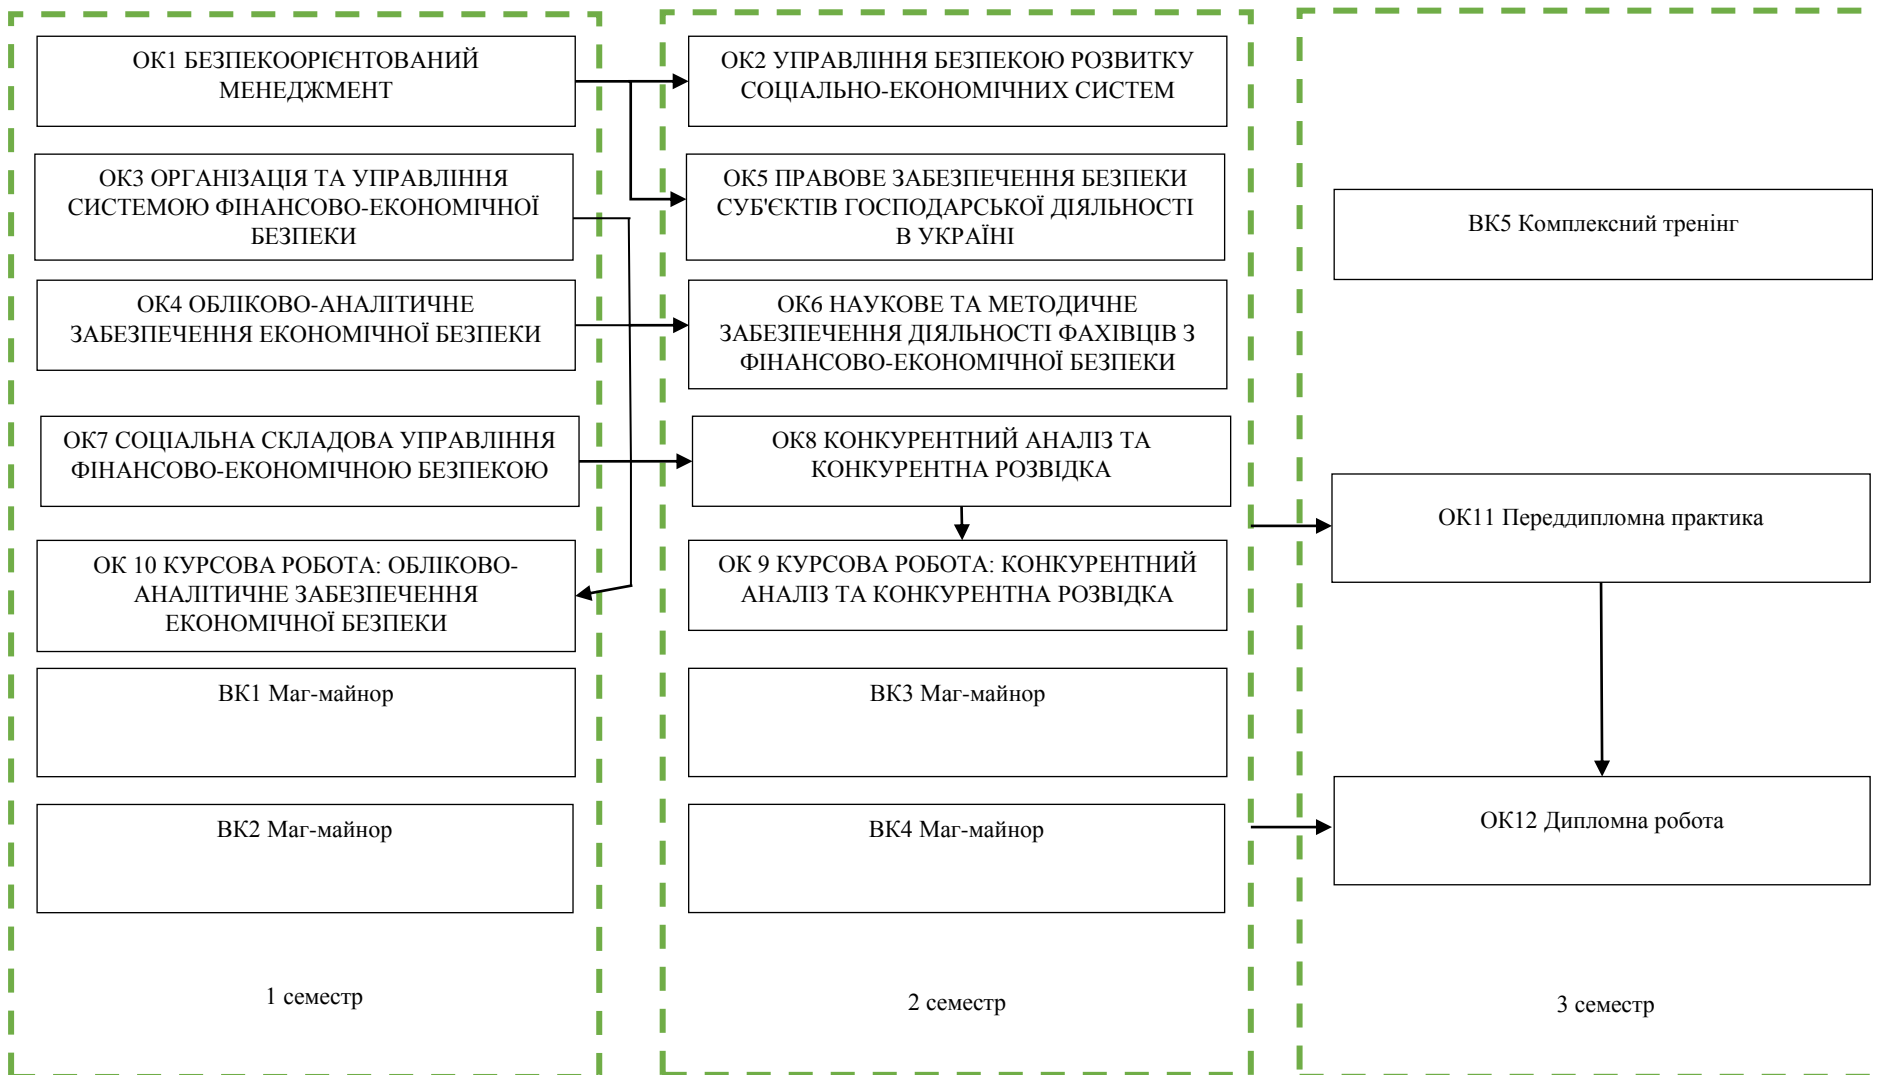 ОК1 БЕЗПЕКООРІЄНТОВАНИЙ
МЕНЕДЖМЕНТ
ОК3 ОРГАНІЗАЦІЯ ТА УПРАВЛІННЯ
СИСТЕМОЮ ФІНАНСОВО-ЕКОНОМІЧНОЇ
БЕЗПЕКИ
ОК4 ОБЛІКОВО-АНАЛІТИЧНЕ
ЗАБЕЗПЕЧЕННЯ ЕКОНОМІЧНОЇ БЕЗПЕКИ
ОК7 СОЦІАЛЬНА СКЛАДОВА УПРАВЛІННЯ
ФІНАНСОВО-ЕКОНОМІЧНОЮ БЕЗПЕКОЮ
ОК 10 КУРСОВА РОБОТА: ОБЛІКОВО-
АНАЛІТИЧНЕ ЗАБЕЗПЕЧЕННЯ
ЕКОНОМІЧНОЇ БЕЗПЕКИ
ВК1 Маг-майнор
ВК2 Маг-майнор
1 семестр
ОК2 УПРАВЛІННЯ БЕЗПЕКОЮ РОЗВИТКУ
СОЦІАЛЬНО-ЕКОНОМІЧНИХ СИСТЕМ
ОК5 ПРАВОВЕ ЗАБЕЗПЕЧЕННЯ БЕЗПЕКИ
СУБ'ЄКТІВ ГОСПОДАРСЬКОЇ ДІЯЛЬНОСТІ
В УКРАЇНІ
ОК6 НАУКОВЕ ТА МЕТОДИЧНЕ
ЗАБЕЗПЕЧЕННЯ ДІЯЛЬНОСТІ ФАХІВЦІВ З
ФІНАНСОВО-ЕКОНОМІЧНОЇ БЕЗПЕКИ
ОК8 КОНКУРЕНТНИЙ АНАЛІЗ ТА
КОНКУРЕНТНА РОЗВІДКА
ОК 9 КУРСОВА РОБОТА: КОНКУРЕНТНИЙ
АНАЛІЗ ТА КОНКУРЕНТНА РОЗВІДКА
ВК3 Маг-майнор
ВК4 Маг-майнор
2 семестр
ВК5 Комплексний тренінг
ОК11 Переддипломна практика
ОК12 Дипломна робота
3 семестр